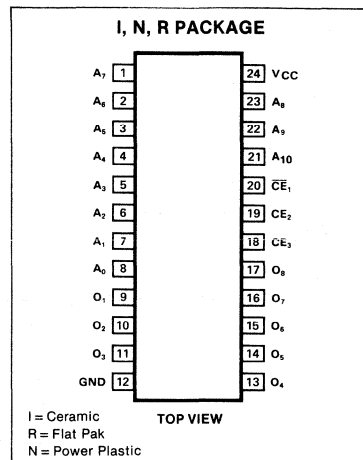 I, N, R PACKAGE
A₇ 1 24 VCC
A₆ 2 23 A₈
A₅ 3 22 A₉
A₄ 4 21 A₁₀
A₃ 5 20 C̅E̅₁
A₂ 6 19 CE₂
A₁ 7 18 CE₃
A₀ 8 17 O₈
O₁ 9 16 O₇
O₂ 10 15 O₆
O₃ 11 14 O₅
GND 12 13 O₄
I = Ceramic
R = Flat Pak
N = Power Plastic
TOP VIEW